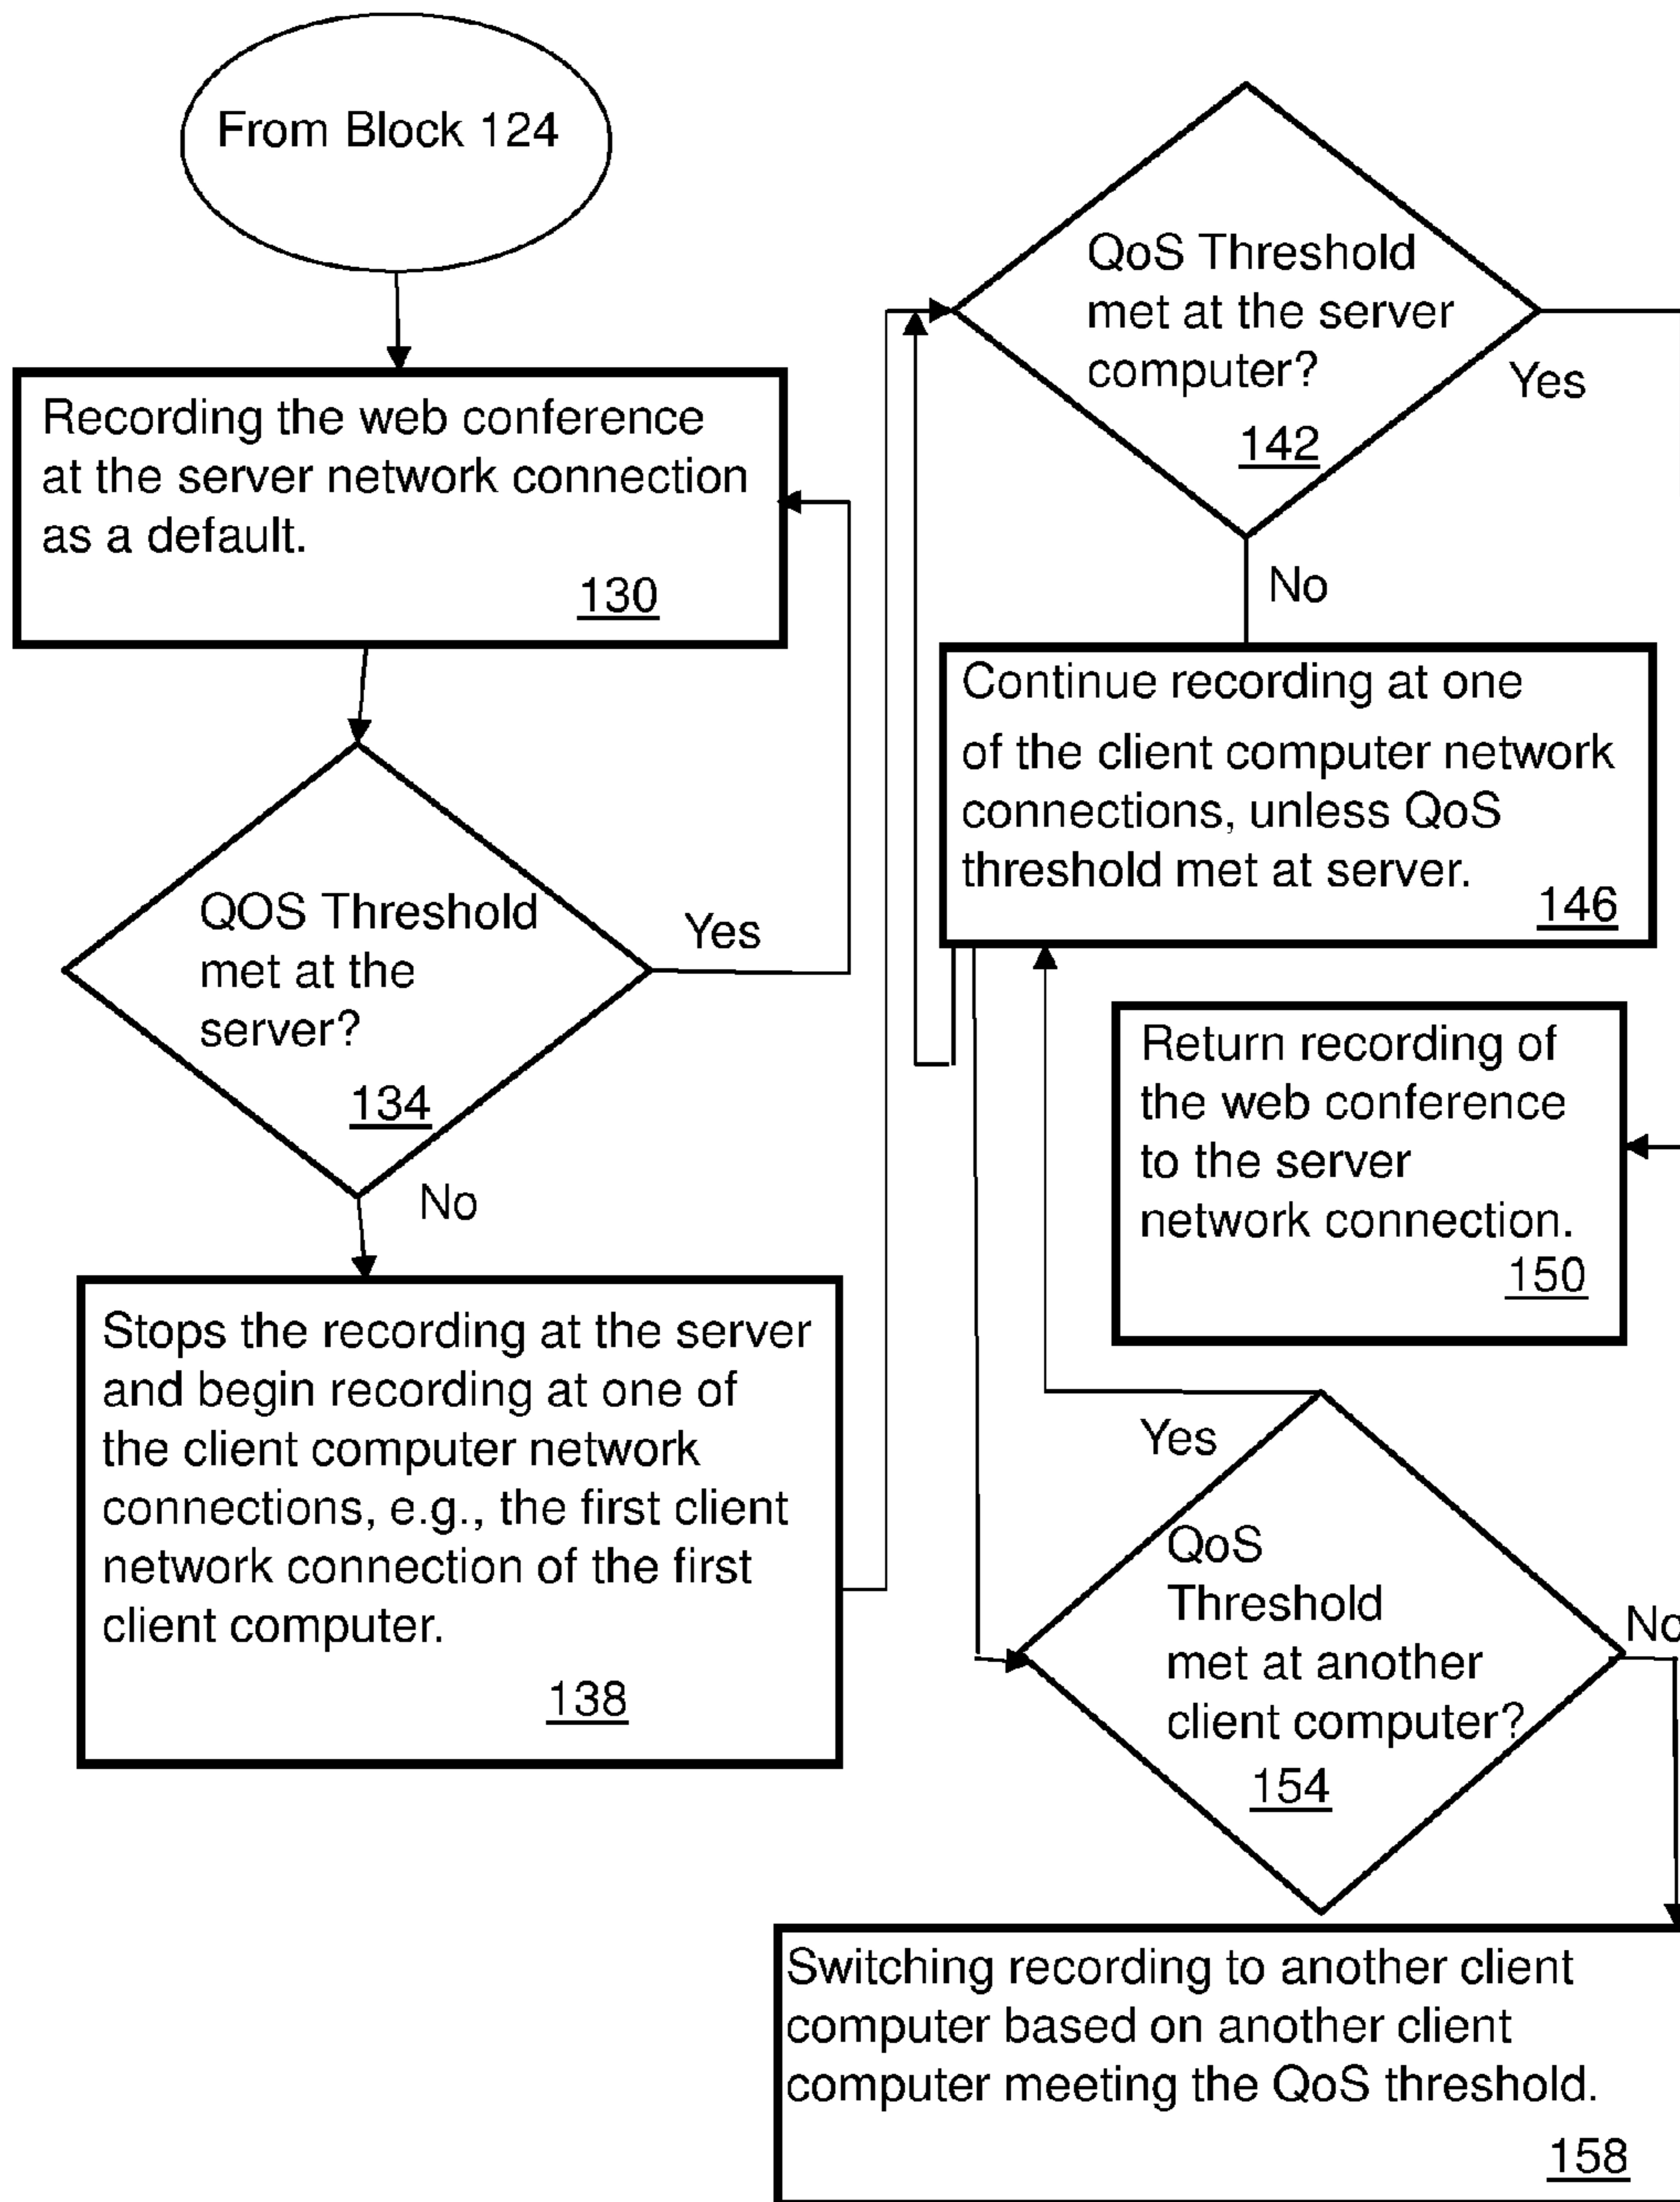 From Block 124
Recording the web conference
at the server network connection
as a default.
130
QOS Threshold
met at the
server?
134
Yes
No
Stops the recording at the server
and begin recording at one of
the client computer network
connections, e.g., the first client
network connection of the first
client computer.
138
QoS Threshold
met at the server
computer?
142
Yes
No
Continue recording at one
of the client computer network
connections, unless QoS
threshold met at server.
146
Return recording of
the web conference
to the server
network connection.
150
Yes
QoS
Threshold
met at another
client computer?
154
No
Switching recording to another client
computer based on another client
computer meeting the QoS threshold.
158